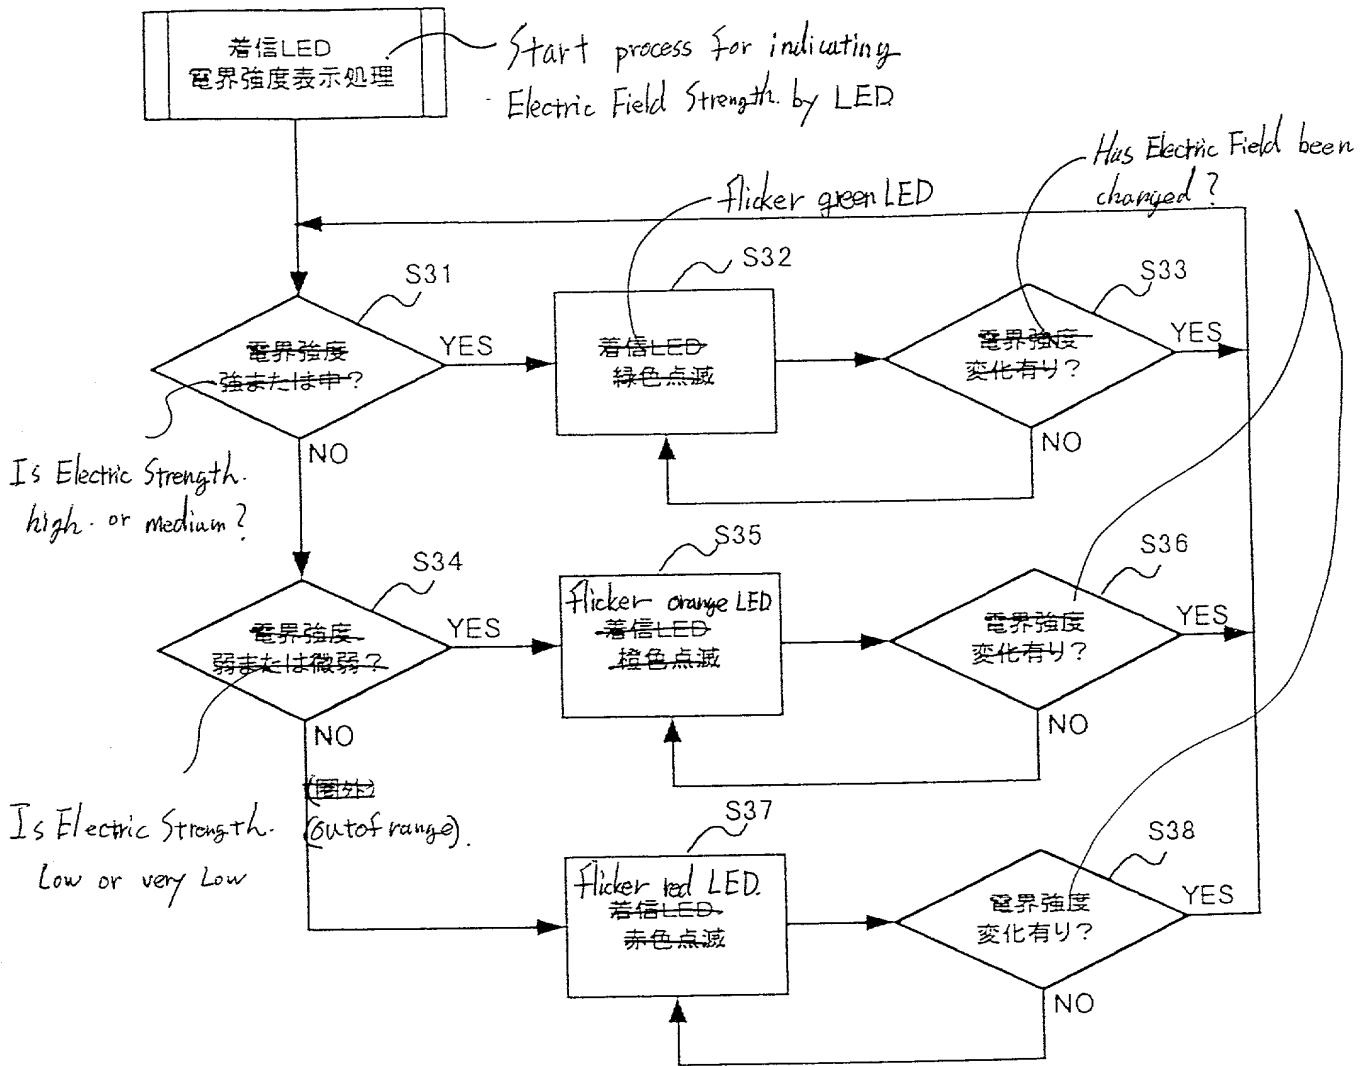 着信LED
電界強度表示処理
Start process for indicating
Electric Field Strength. by LED.
Has Electric Field been
changed?
flicker green LED
S31
S32
S33
電界強度
強または中?
YES
着信LED
緑色点滅
電界強度
変化有り?
YES
NO
NO
Is Electric Strength.
high. or medium?
S34
S35
S36
電界強度
弱または微弱?
YES
flicker orange LED
着信LED
橙色点滅
電界強度
変化有り?
YES
NO
NO
(圏外)
Is Electric Strength.
Low or very Low
(out of range).
S37
S38
flicker red LED.
着信LED
赤色点滅
電界強度
変化有り?
YES
NO